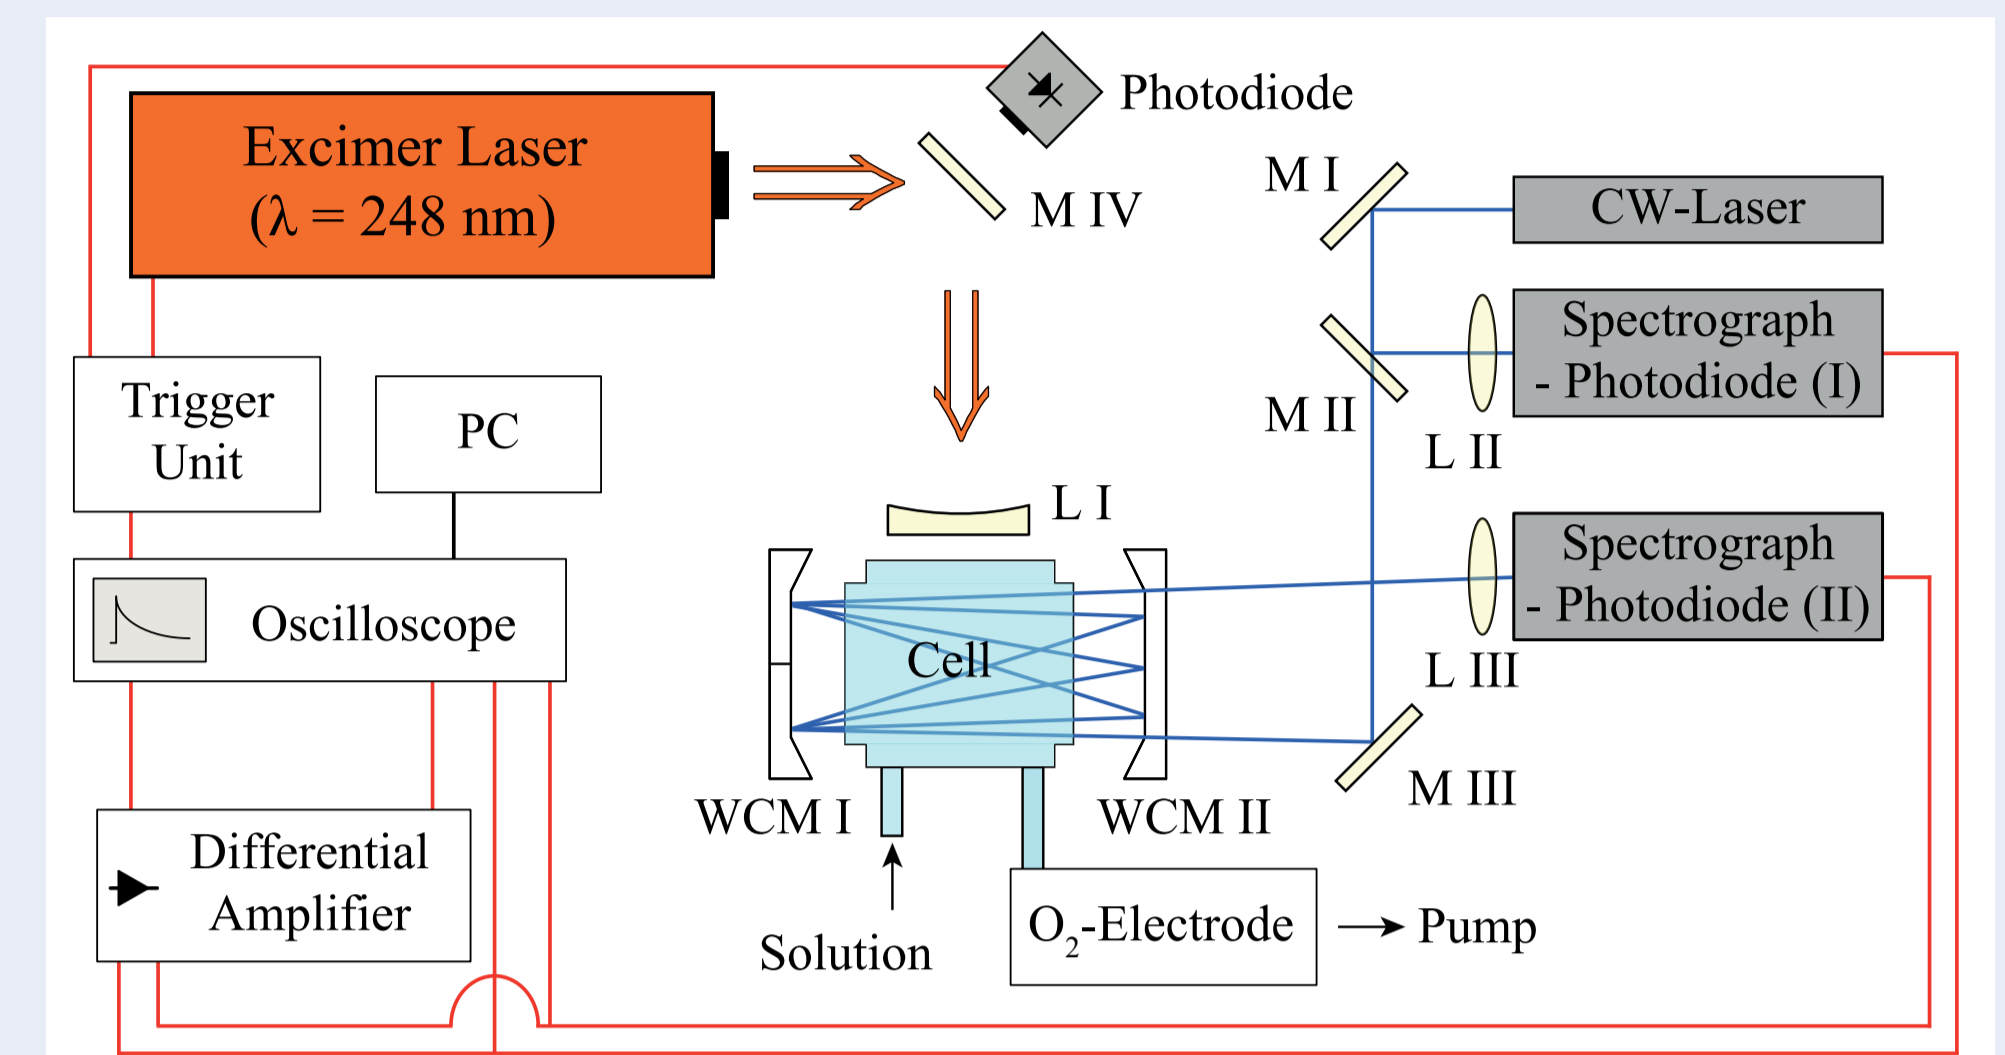 Excimer Laser
(λ = 248 nm)
Photodiode
M IV
M I
CW-Laser
Spectrograph
- Photodiode (I)
M II
L II
Trigger
Unit
PC
L I
Spectrograph
- Photodiode (II)
L III
Oscilloscope
Cell
M III
WCM I
WCM II
Differential
Amplifier
Solution
O₂-Electrode
Pump